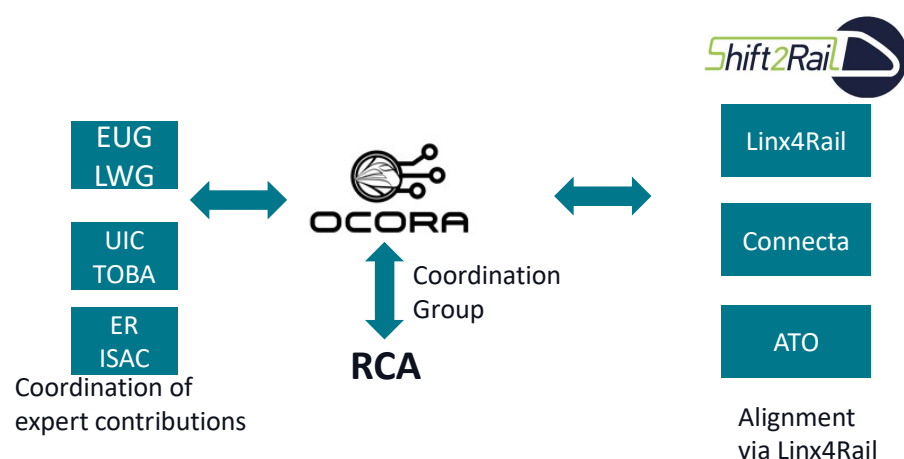 Shift2Rail
EUG
LWG
UIC
TOBA
ER
ISAC
Coordination of
expert contributions
OCORA
Coordination
Group
RCA
Linx4Rail
Connecta
ATO
Alignment
via Linx4Rail